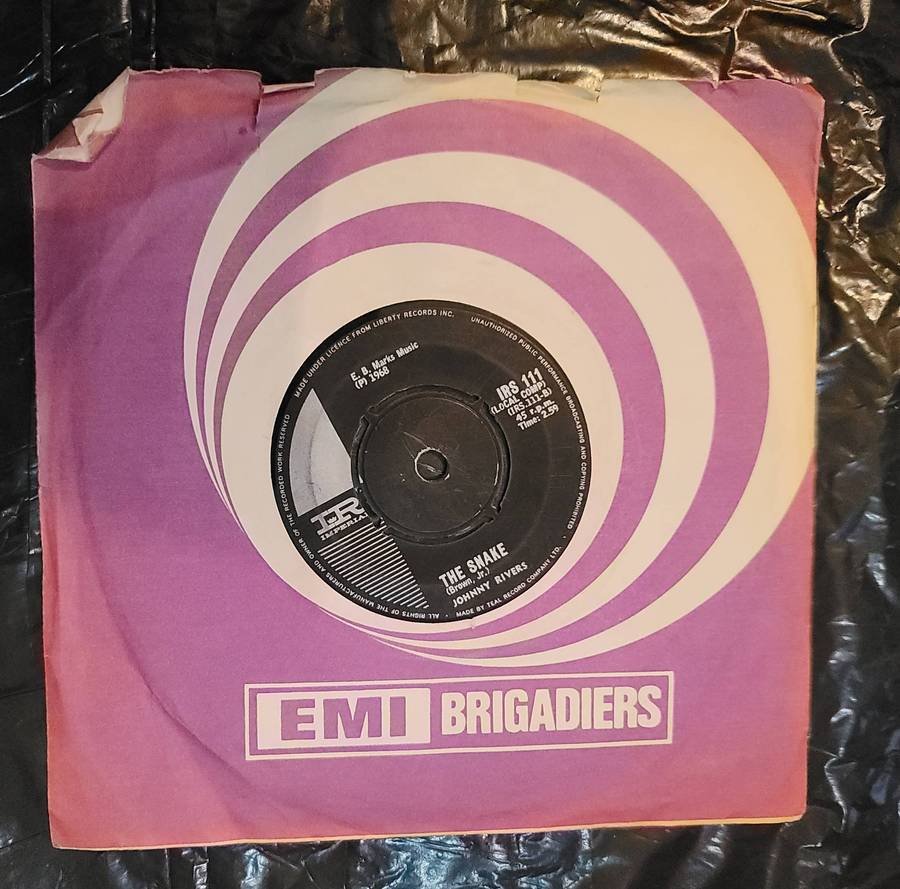 MADE UNDER LICENCE FROM LIBERTY RECORDS INC.
UNAUTHORIZED PUBLIC PERFORMANCE BROADCASTING AND COPYING PROHIBITED
E. B. Marks Music
(P) 1968
IRS 111
(LOCAL COMP)
(IRS.111-B)
45 r.p.m.
Time: 2.59
IR
IMPERIAL
THE SNAKE
(Brown, Jr.)
JOHNNY RIVERS
MADE BY TEAL RECORD COMPANY LTD.
ALL RIGHTS OF THE MANUFACTURERS AND OWNER OF THE RECORDED WORK RESERVED
EMI BRIGADIERS